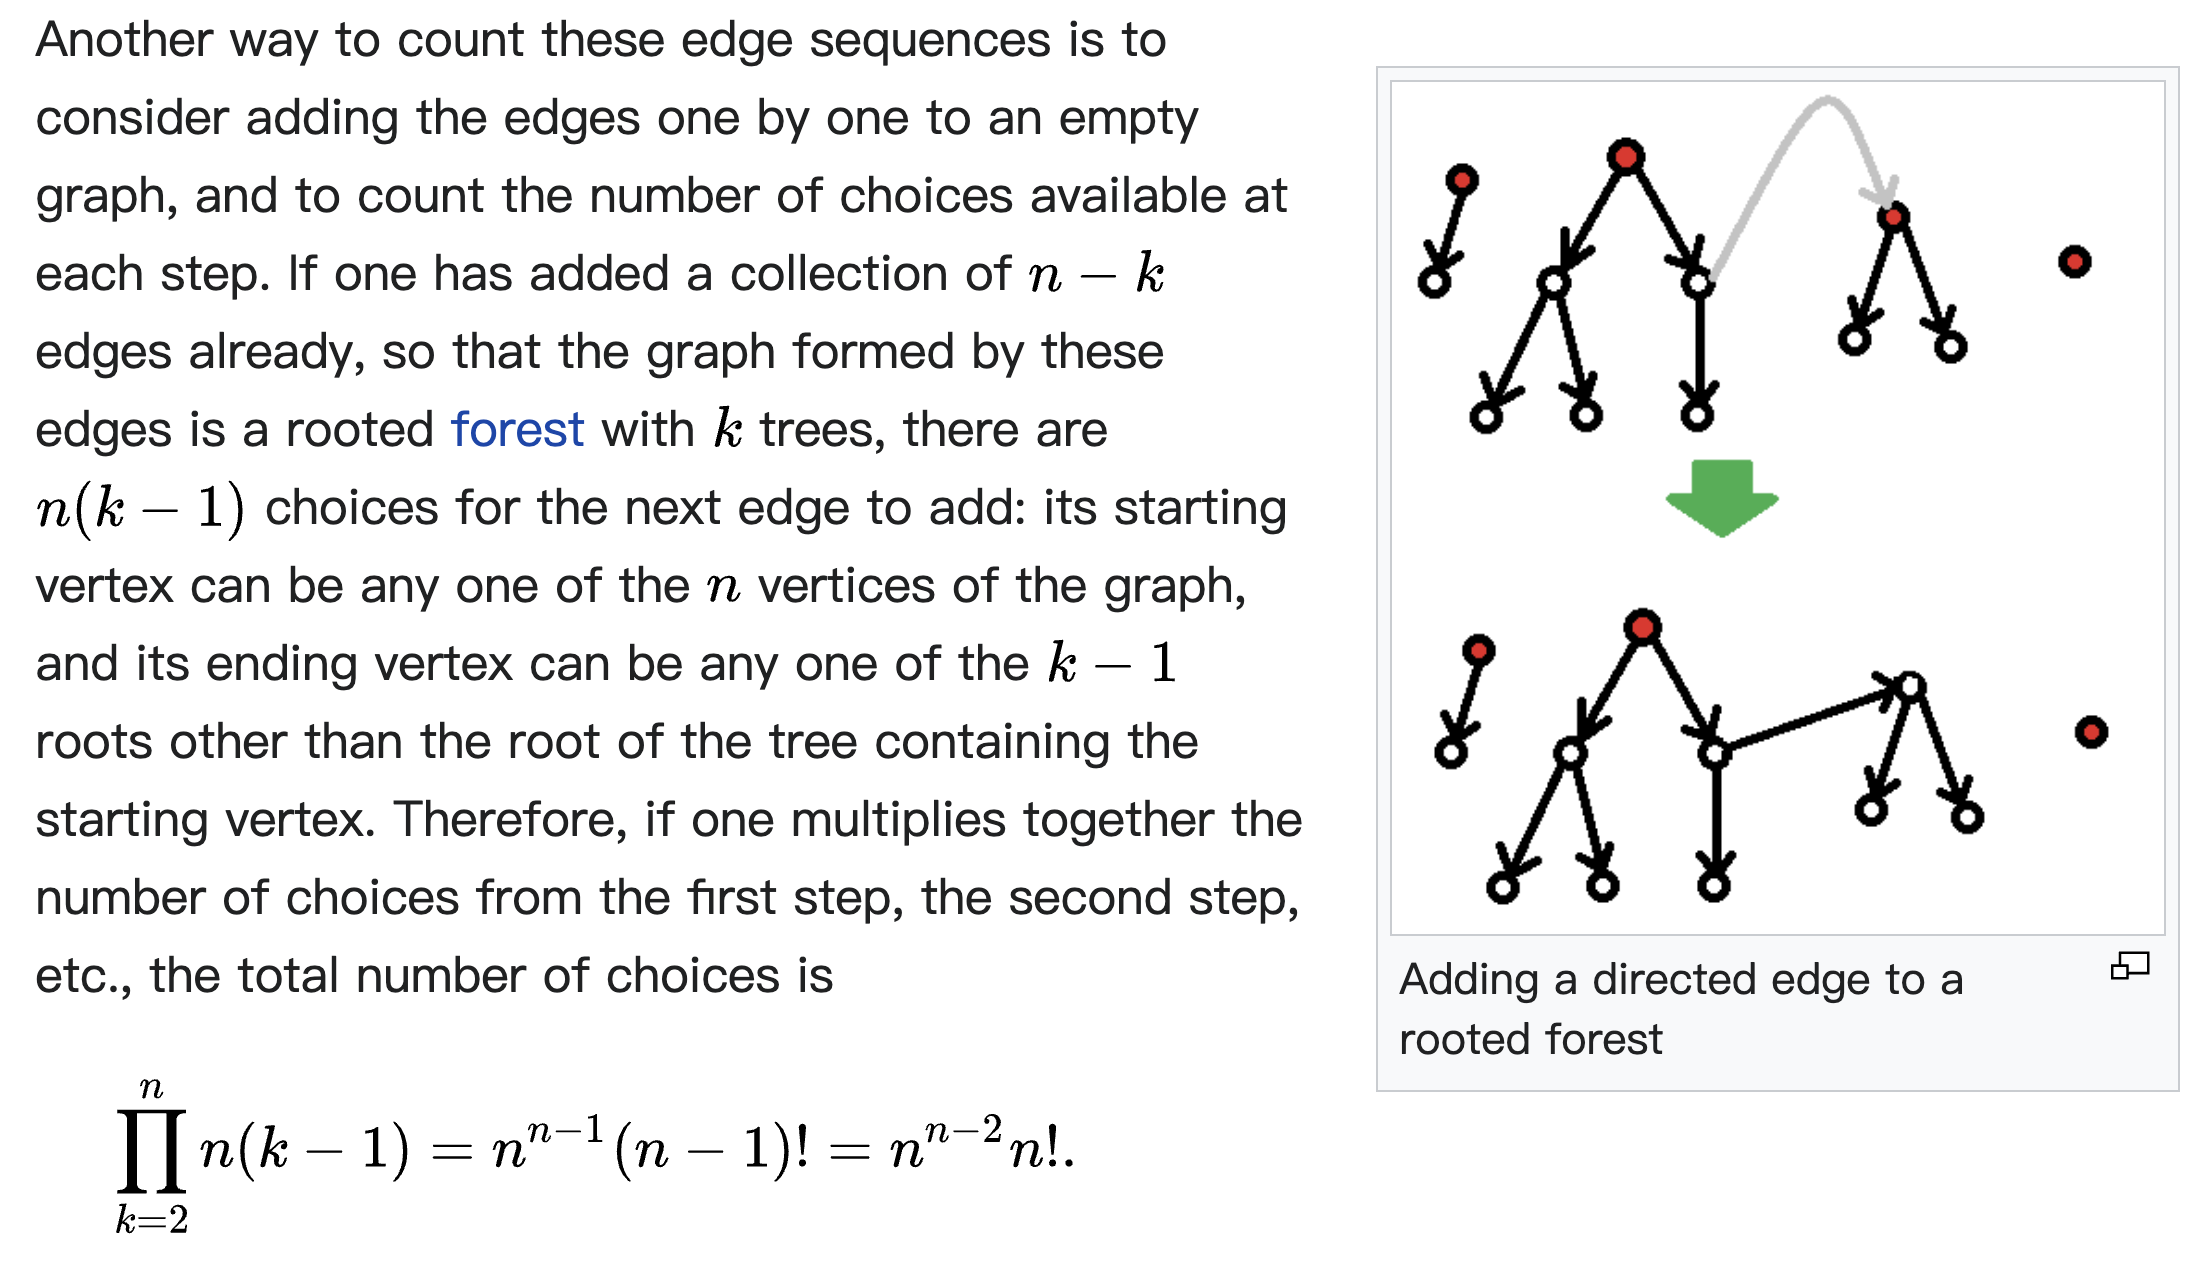 Another way to count these edge sequences is to
consider adding the edges one by one to an empty
graph, and to count the number of choices available at
each step. If one has added a collection of n − k
edges already, so that the graph formed by these
edges is a rooted forest with k trees, there are
n(k − 1) choices for the next edge to add: its starting
vertex can be any one of the n vertices of the graph,
and its ending vertex can be any one of the k − 1
roots other than the root of the tree containing the
starting vertex. Therefore, if one multiplies together the
number of choices from the first step, the second step,
etc., the total number of choices is
∏_{k=2}^{n} n(k − 1) = n^{n−1}(n − 1)! = n^{n−2}n!.
Adding a directed edge to a
rooted forest